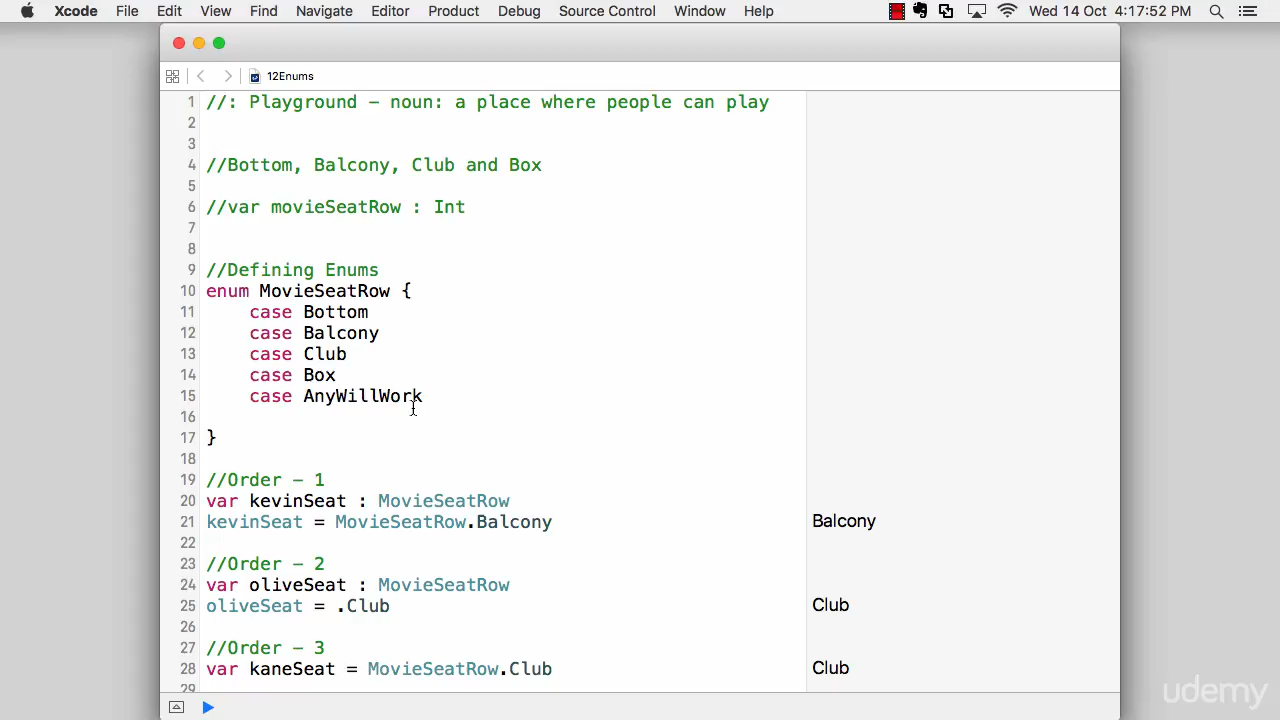 Xcode File Edit View Find Navigate Editor Product Debug Source Control Window Help Wed 14 Oct 4:17:52 PM
12Enums
1 //: Playground – noun: a place where people can play
2
3
4 //Bottom, Balcony, Club and Box
5
6 //var movieSeatRow : Int
7
8
9 //Defining Enums
10 enum MovieSeatRow {
11 case Bottom
12 case Balcony
13 case Club
14 case Box
15 case AnyWillWork
16
17 }
18
19 //Order – 1
20 var kevinSeat : MovieSeatRow
21 kevinSeat = MovieSeatRow.Balcony Balcony
22
23 //Order – 2
24 var oliveSeat : MovieSeatRow
25 oliveSeat = .Club Club
26
27 //Order – 3
28 var kaneSeat = MovieSeatRow.Club Club
29
udemy